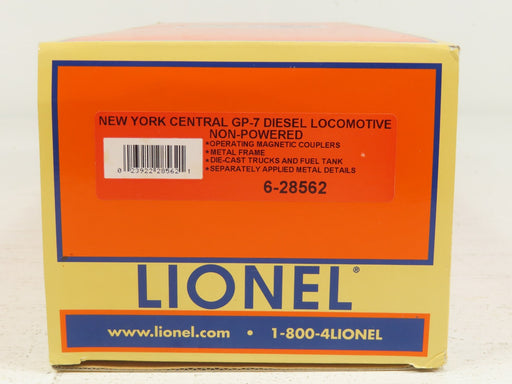 NEW YORK CENTRAL GP-7 DIESEL LOCOMOTIVE
NON-POWERED
•OPERATING MAGNETIC COUPLERS
•METAL FRAME
•DIE-CAST TRUCKS AND FUEL TANK
•SEPARATELY APPLIED METAL DETAILS
0 23922 28562 1
6-28562
LIONEL®
www.lionel.com • 1-800-4LIONEL